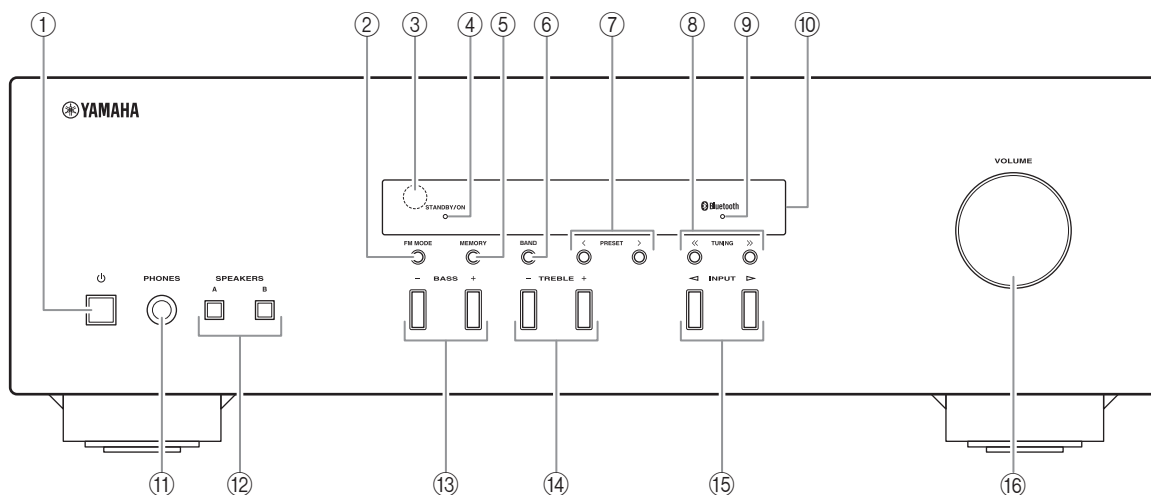 ① ② ③ ④ ⑤ ⑥ ⑦ ⑧ ⑨ ⑩
YAMAHA
VOLUME
STANDBY/ON
Bluetooth
FM MODE MEMORY BAND < PRESET > << TUNING >>
PHONES SPEAKERS − BASS + − TREBLE + INPUT
A B
⑪ ⑫ ⑬ ⑭ ⑮ ⑯